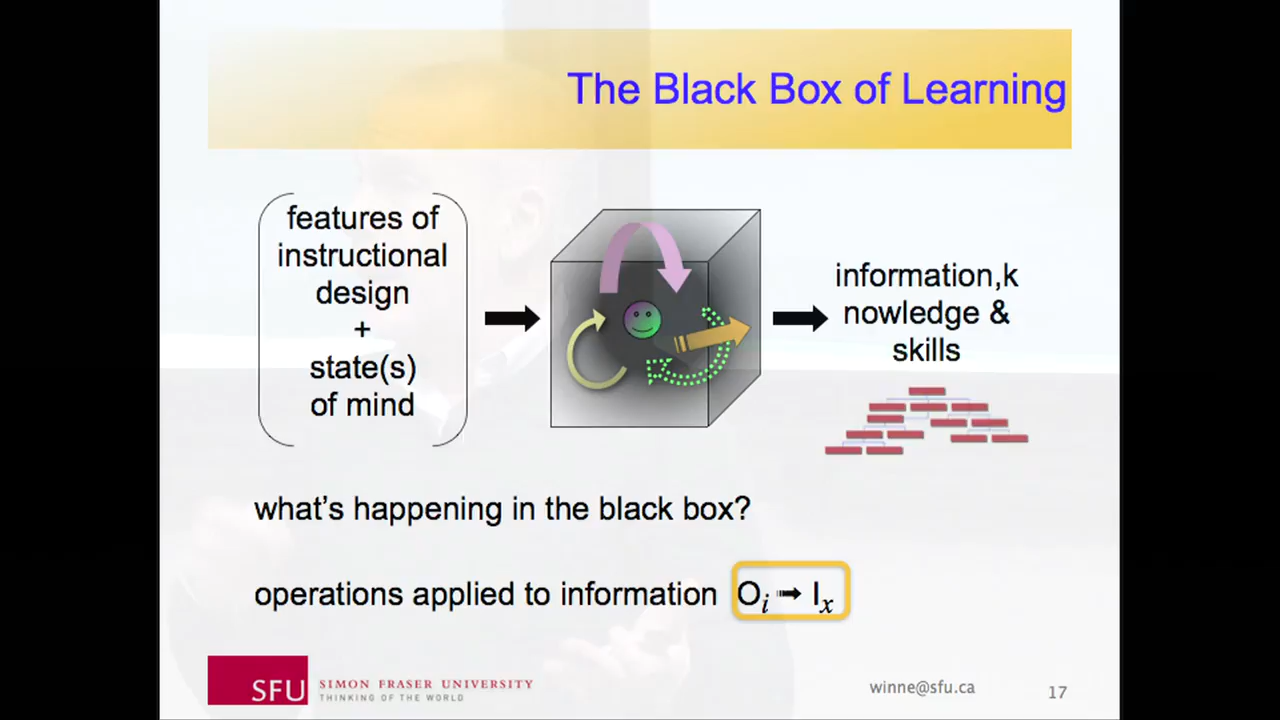 The Black Box of Learning
features of
instructional
design
+
state(s)
of mind
information,k
nowledge &
skills
what's happening in the black box?
operations applied to information Oi → Ix
SFU SIMON FRASER UNIVERSITY
THINKING OF THE WORLD
winne@sfu.ca
17